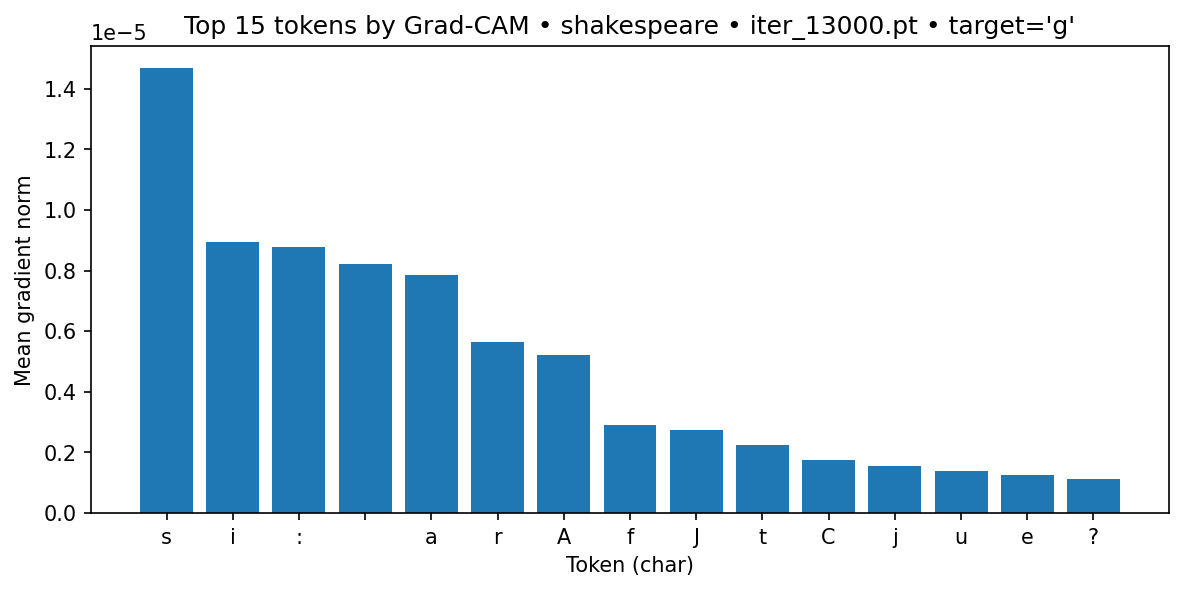 Top 15 tokens by Grad-CAM • shakespeare • iter_13000.pt • target='g'
1e−5
Mean gradient norm
1.4
1.2
1.0
0.8
0.6
0.4
0.2
0.0
s i : a r A f J t C j u e ?
Token (char)